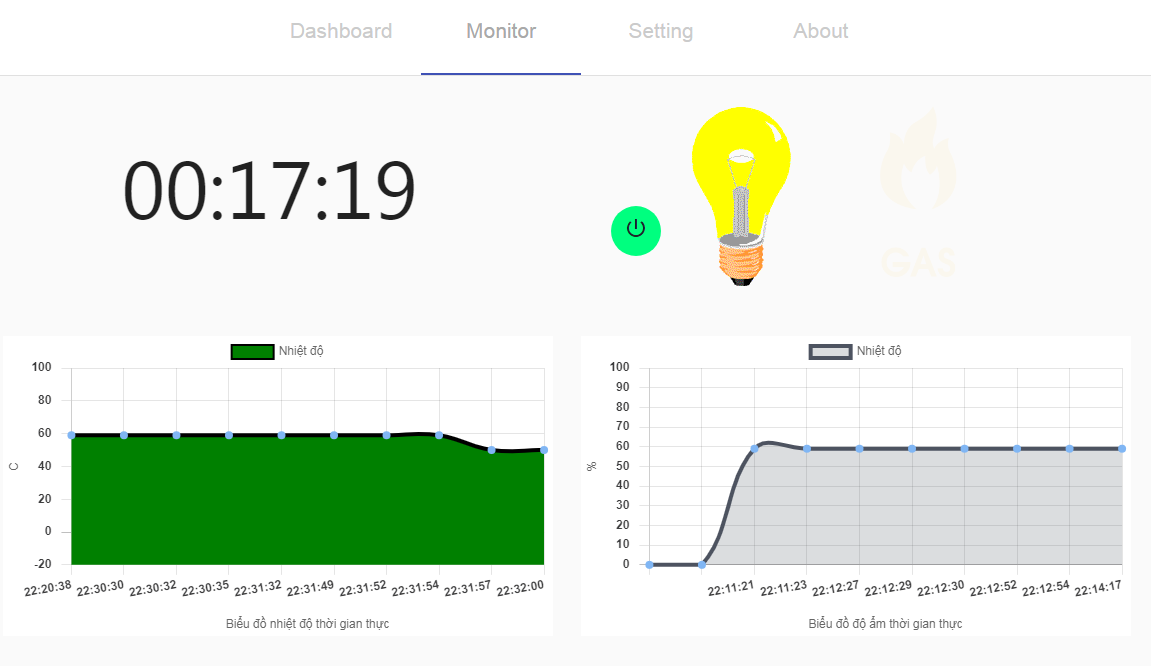 Dashboard Monitor Setting About
00:17:19
GAS
Nhiệt độ
100
80
60
40
20
0
-20
C
22:20:38 22:30:30 22:30:32 22:30:35 22:31:32 22:31:49 22:31:52 22:31:54 22:31:57 22:32:00
Biểu đồ nhiệt độ thời gian thực
Nhiệt độ
100
90
80
70
60
50
40
30
20
10
0
%
22:11:21 22:11:23 22:12:27 22:12:29 22:12:30 22:12:52 22:12:54 22:14:17
Biểu đồ độ ẩm thời gian thực